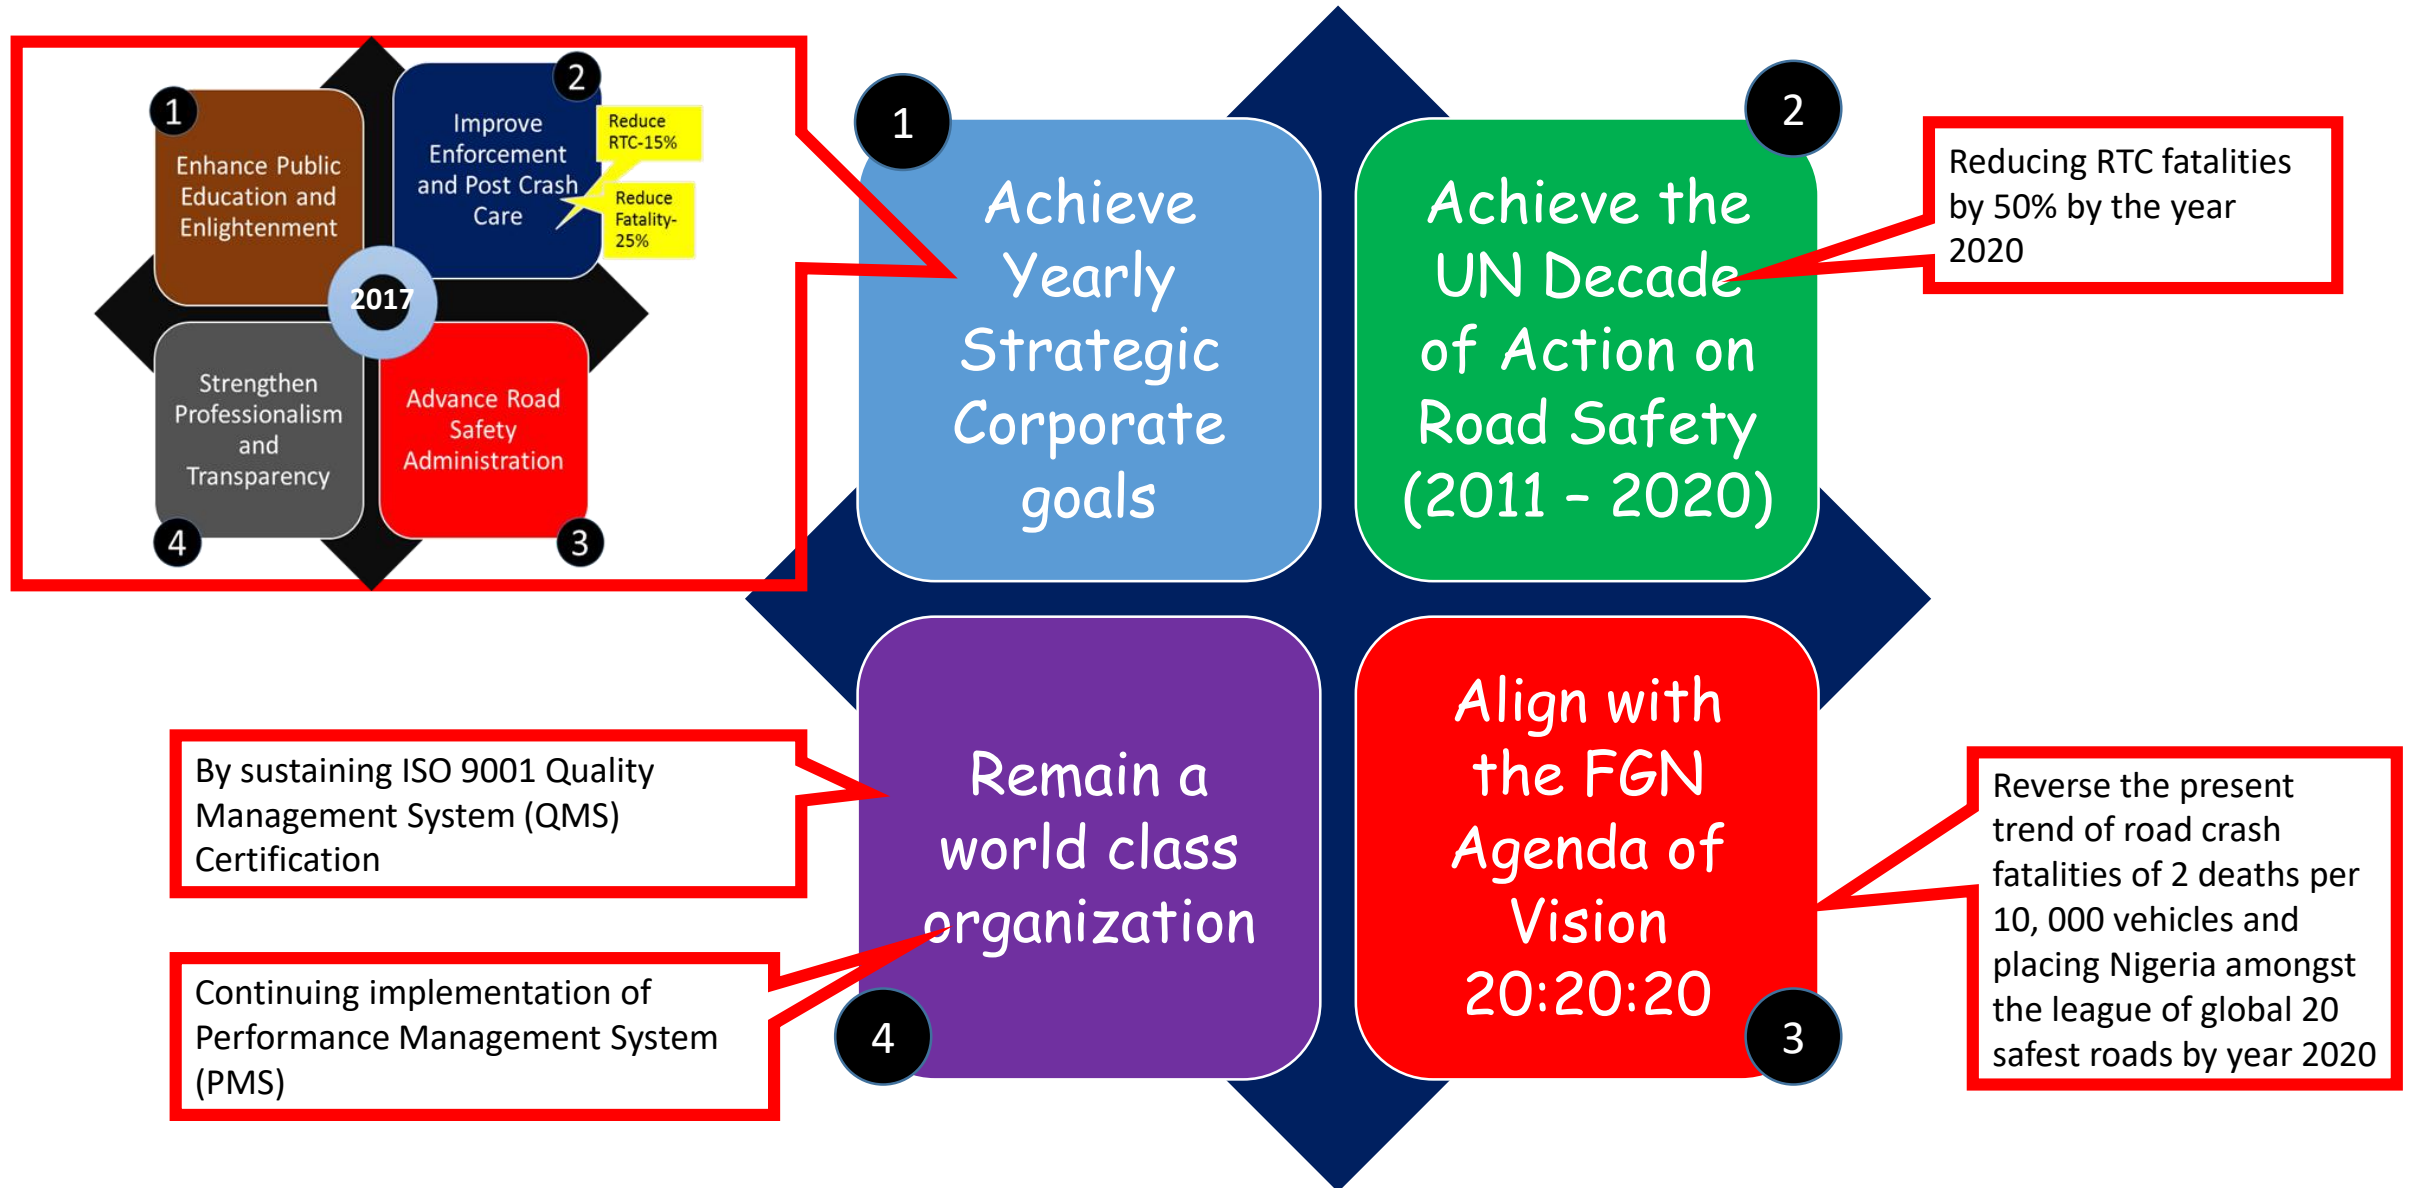 1
Enhance Public
Education and
Enlightenment
2
Improve
Enforcement
and Post Crash
Care
Reduce
RTC-15%
Reduce
Fatality-
25%
2017
Strengthen
Professionalism
and
Transparency
4
Advance Road
Safety
Administration
3
1
Achieve
Yearly
Strategic
Corporate
goals
2
Achieve the
UN Decade
of Action on
Road Safety
(2011 – 2020)
Reducing RTC fatalities
by 50% by the year
2020
By sustaining ISO 9001 Quality
Management System (QMS)
Certification
Continuing implementation of
Performance Management System
(PMS)
Remain a
world class
organization
4
Align with
the FGN
Agenda of
Vision
20:20:20
3
Reverse the present
trend of road crash
fatalities of 2 deaths per
10, 000 vehicles and
placing Nigeria amongst
the league of global 20
safest roads by year 2020